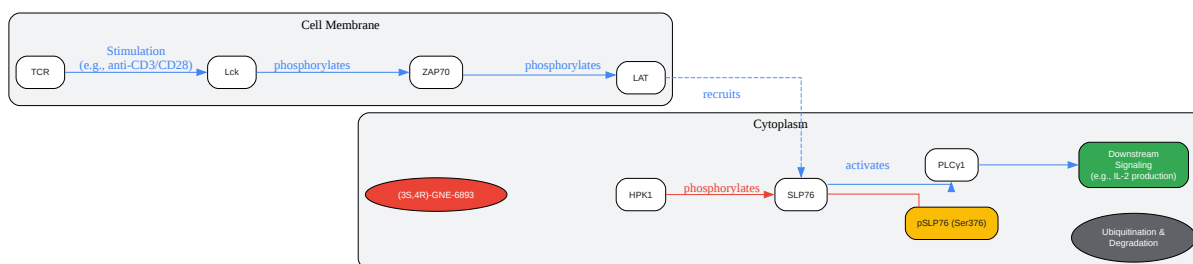 Cell Membrane
TCR
Stimulation
(e.g., anti-CD3/CD28)
Lck
phosphorylates
ZAP70
phosphorylates
LAT
recruits
Cytoplasm
(3S,4R)-GNE-6893
HPK1
phosphorylates
SLP76
activates
PLCγ1
Downstream
Signaling
(e.g., IL-2 production)
pSLP76 (Ser376)
Ubiquitination &
Degradation